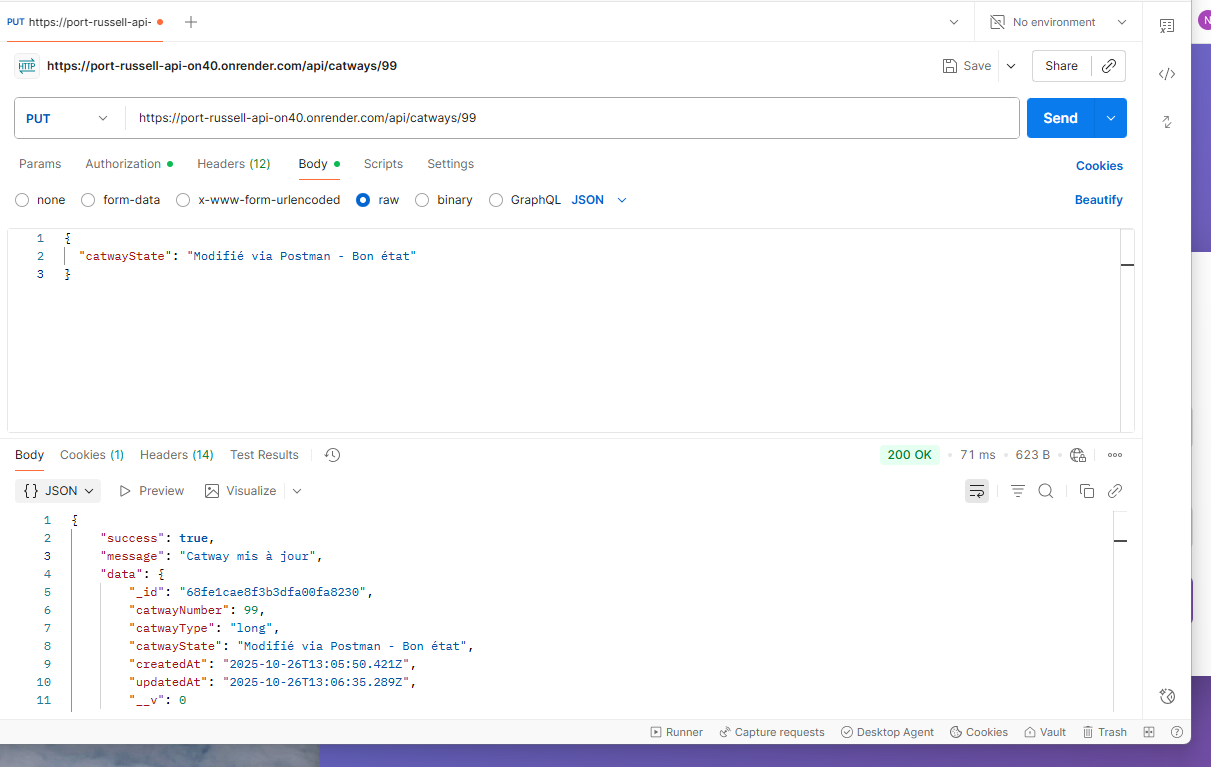 PUT https://port-russell-api-
No environment
N
HTTP https://port-russell-api-on40.onrender.com/api/catways/99
Save
Share
PUT
https://port-russell-api-on40.onrender.com/api/catways/99
Send
Params Authorization Headers (12) Body Scripts Settings
Cookies
none form-data x-www-form-urlencoded raw binary GraphQL JSON
Beautify
1 {
2 "catwayState": "Modifié via Postman - Bon état"
3 }
Body Cookies (1) Headers (14) Test Results
200 OK 71 ms 623 B
{} JSON Preview Visualize
1 {
2 "success": true,
3 "message": "Catway mis à jour",
4 "data": {
5 "_id": "68fe1cae8f3b3dfa00fa8230",
6 "catwayNumber": 99,
7 "catwayType": "long",
8 "catwayState": "Modifié via Postman - Bon état",
9 "createdAt": "2025-10-26T13:05:50.421Z",
10 "updatedAt": "2025-10-26T13:06:35.289Z",
11 "__v": 0
Runner Capture requests Desktop Agent Cookies Vault Trash